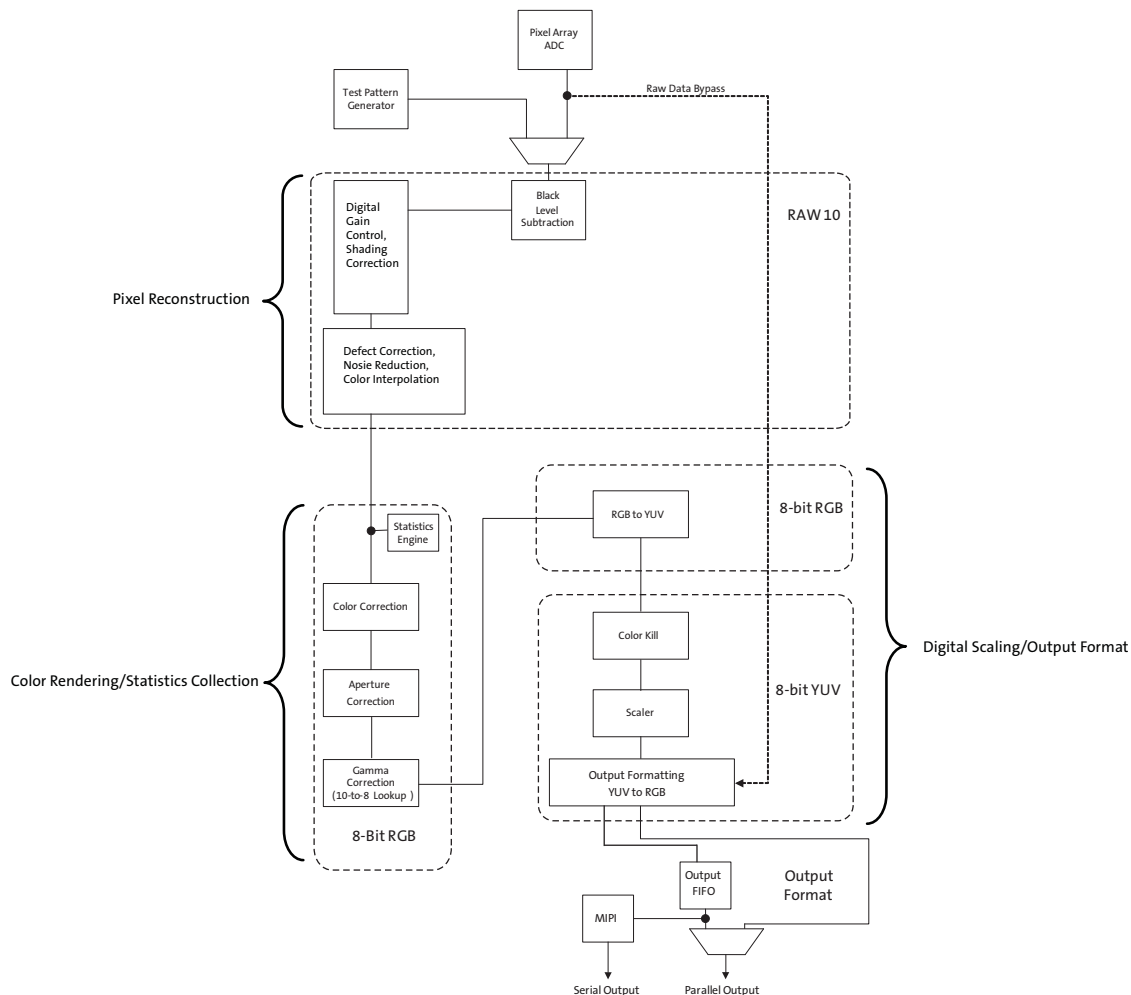 Pixel Array
ADC
Test Pattern
Generator
Raw Data Bypass
Black
Level
Subtraction
RAW 10
Digital
Gain
Control,
Shading
Correction
Pixel Reconstruction
Defect Correction,
Nosie Reduction,
Color Interpolation
RGB to YUV
8-bit RGB
Statistics
Engine
Color Correction
Color Kill
Digital Scaling/Output Format
Color Rendering/Statistics Collection
Aperture
Correction
8-bit YUV
Scaler
Gamma
Correction
(10-to-8 Lookup )
Output Formatting
YUV to RGB
8-Bit RGB
Output
FIFO
Output
Format
MIPI
Serial Output
Parallel Output